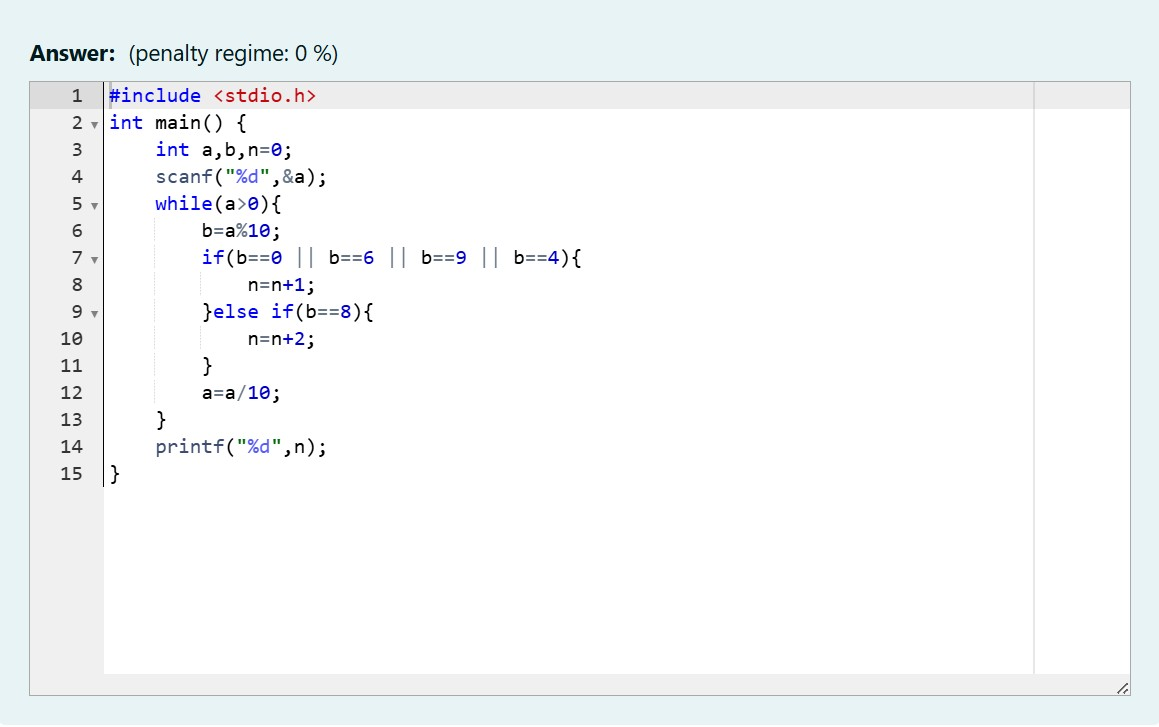 Answer: (penalty regime: 0 %)
1 #include <stdio.h>
2 int main() {
3     int a,b,n=0;
4     scanf("%d",&a);
5     while(a>0){
6         b=a%10;
7         if(b==0 || b==6 || b==9 || b==4){
8             n=n+1;
9         }else if(b==8){
10             n=n+2;
11         }
12         a=a/10;
13     }
14     printf("%d",n);
15 }